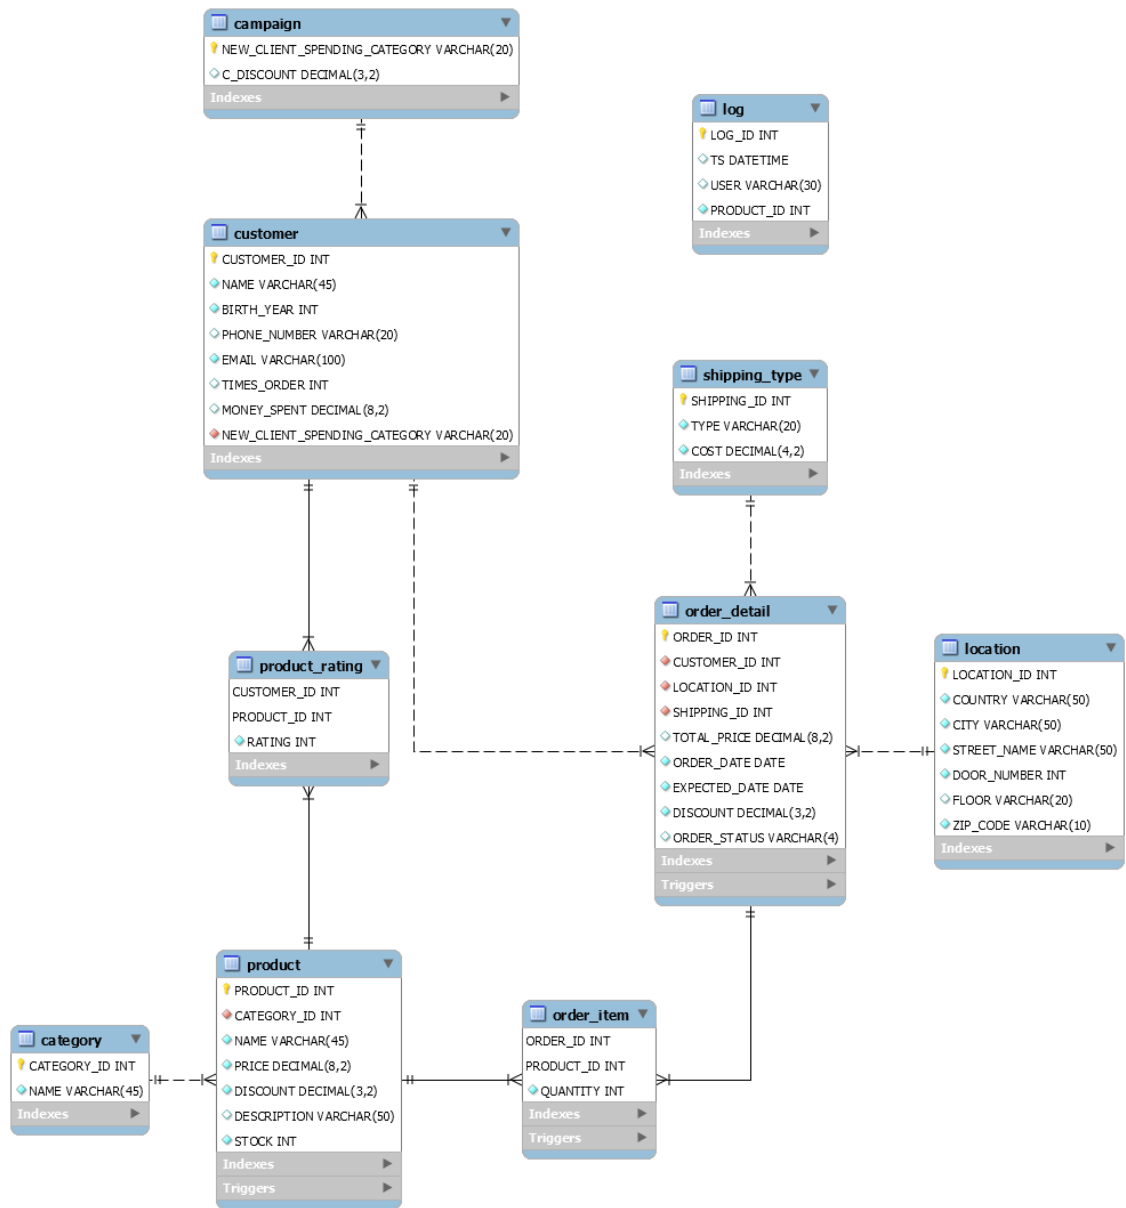 campaign
NEW_CLIENT_SPENDING_CATEGORY VARCHAR(20)
C_DISCOUNT DECIMAL(3,2)
Indexes
log
LOG_ID INT
TS DATETIME
USER VARCHAR(30)
PRODUCT_ID INT
Indexes
customer
CUSTOMER_ID INT
NAME VARCHAR(45)
BIRTH_YEAR INT
PHONE_NUMBER VARCHAR(20)
EMAIL VARCHAR(100)
TIMES_ORDER INT
MONEY_SPENT DECIMAL(8,2)
NEW_CLIENT_SPENDING_CATEGORY VARCHAR(20)
Indexes
shipping_type
SHIPPING_ID INT
TYPE VARCHAR(20)
COST DECIMAL(4,2)
Indexes
product_rating
CUSTOMER_ID INT
PRODUCT_ID INT
RATING INT
Indexes
order_detail
ORDER_ID INT
CUSTOMER_ID INT
LOCATION_ID INT
SHIPPING_ID INT
TOTAL_PRICE DECIMAL(8,2)
ORDER_DATE DATE
EXPECTED_DATE DATE
DISCOUNT DECIMAL(3,2)
ORDER_STATUS VARCHAR(4)
Indexes
Triggers
location
LOCATION_ID INT
COUNTRY VARCHAR(50)
CITY VARCHAR(50)
STREET_NAME VARCHAR(50)
DOOR_NUMBER INT
FLOOR VARCHAR(20)
ZIP_CODE VARCHAR(10)
Indexes
category
CATEGORY_ID INT
NAME VARCHAR(45)
Indexes
product
PRODUCT_ID INT
CATEGORY_ID INT
NAME VARCHAR(45)
PRICE DECIMAL(8,2)
DISCOUNT DECIMAL(3,2)
DESCRIPTION VARCHAR(50)
STOCK INT
Indexes
Triggers
order_item
ORDER_ID INT
PRODUCT_ID INT
QUANTITY INT
Indexes
Triggers